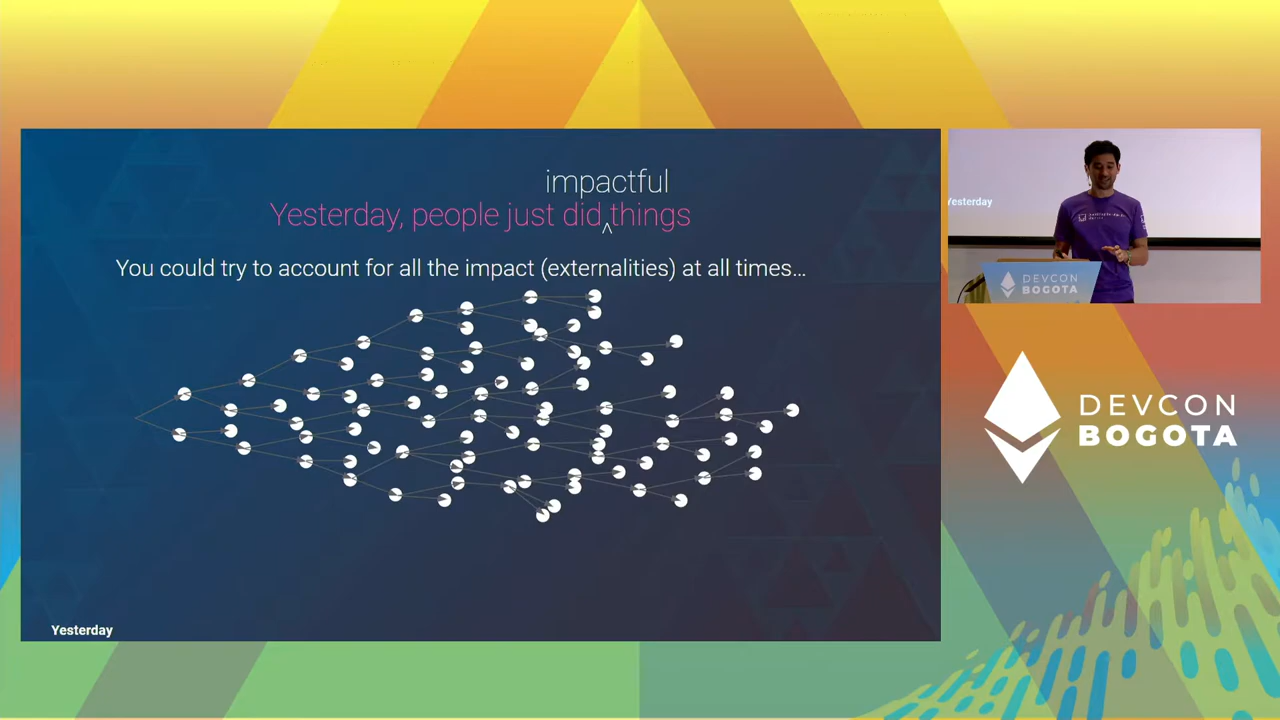 impactful
Yesterday, people just did things
^
You could try to account for all the impact (externalities) at all times...
Yesterday
Yesterday
DEVCON
BOGOTA
DEVCON
BOGOTA